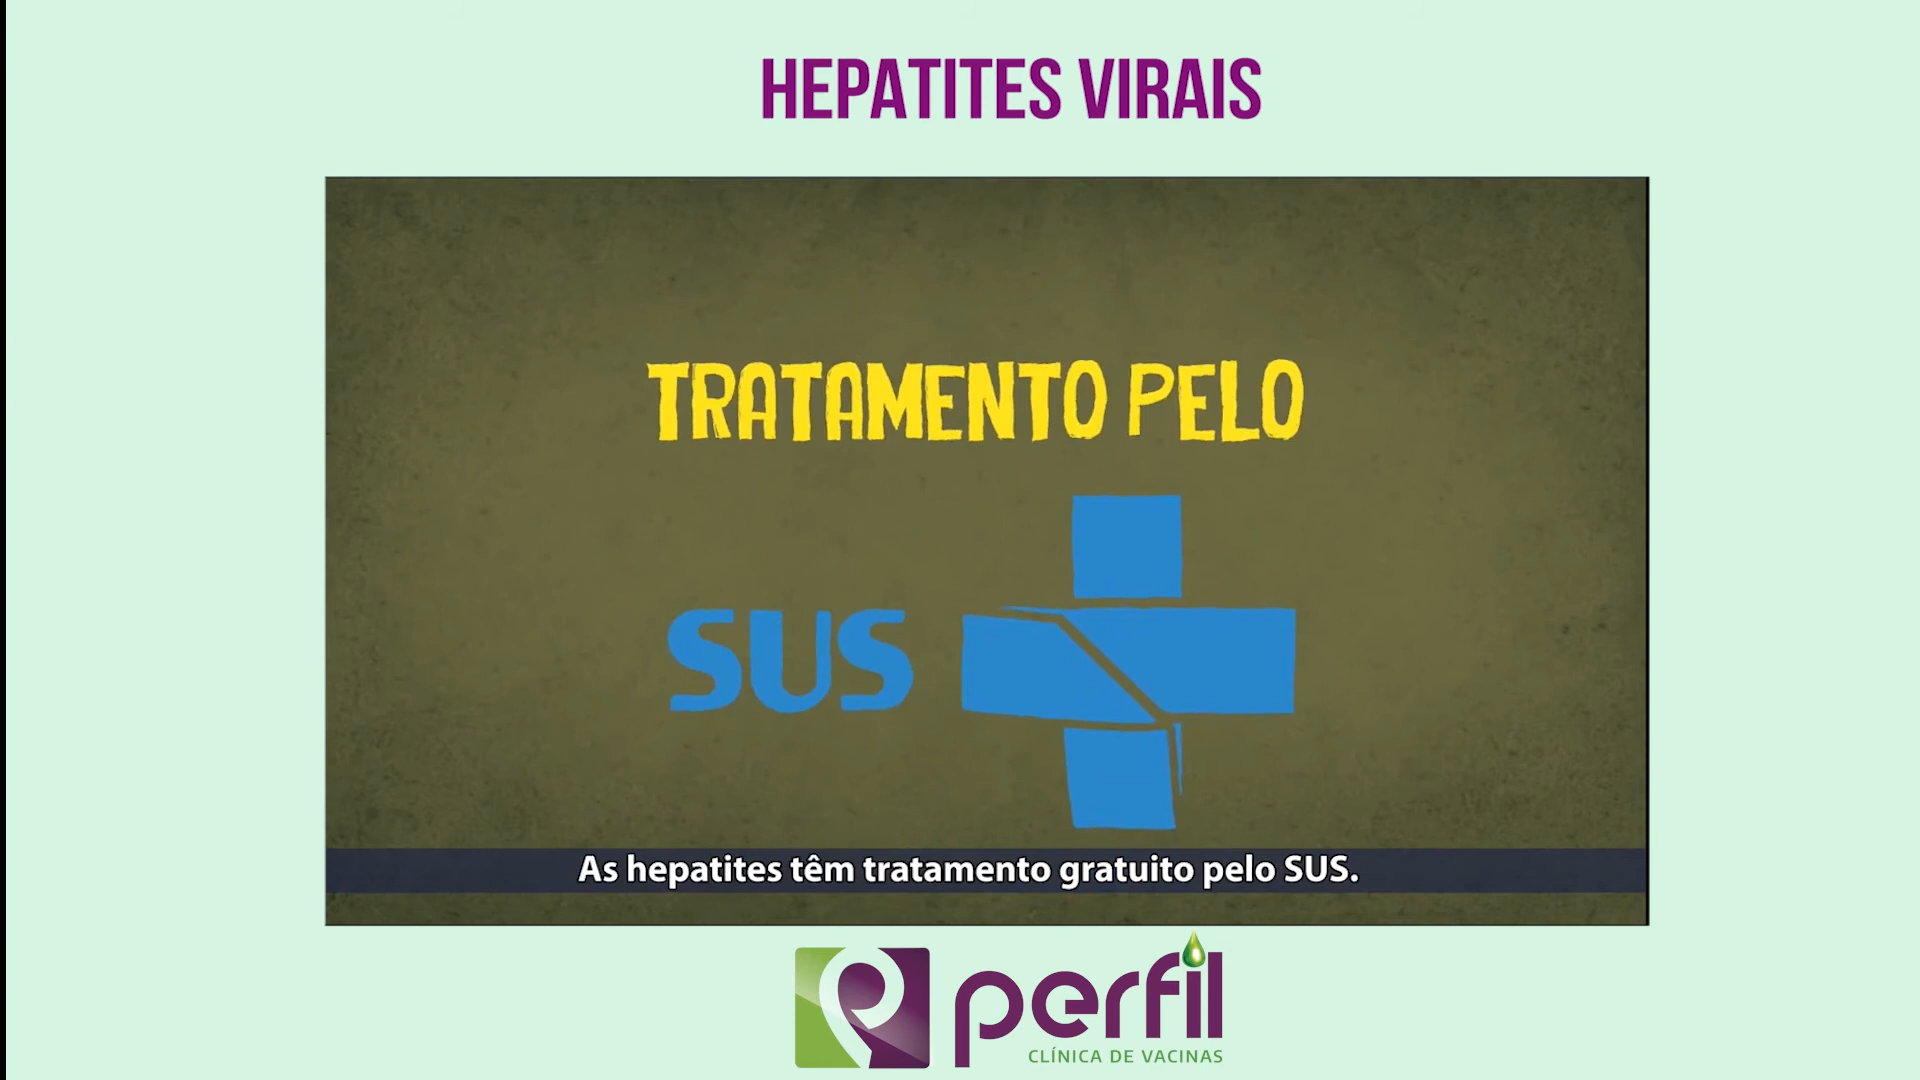 HEPATITES VIRAIS
TRATAMENTO PELO
SUS
As hepatites têm tratamento gratuito pelo SUS.
perfil
CLÍNICA DE VACINAS